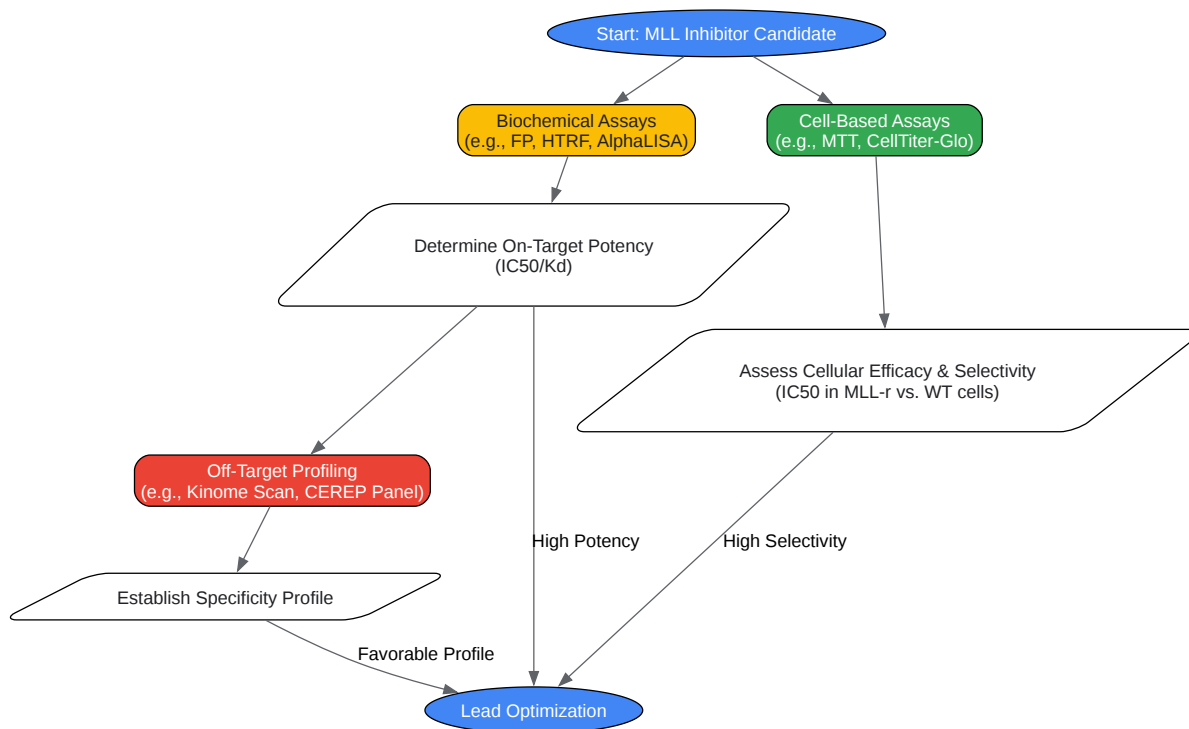 Start: MLL Inhibitor Candidate
Biochemical Assays
(e.g., FP, HTRF, AlphaLISA)
Cell-Based Assays
(e.g., MTT, CellTiter-Glo)
Determine On-Target Potency
(IC50/Kd)
Assess Cellular Efficacy & Selectivity
(IC50 in MLL-r vs. WT cells)
Off-Target Profiling
(e.g., Kinome Scan, CEREP Panel)
High Potency
High Selectivity
Establish Specificity Profile
Favorable Profile
Lead Optimization